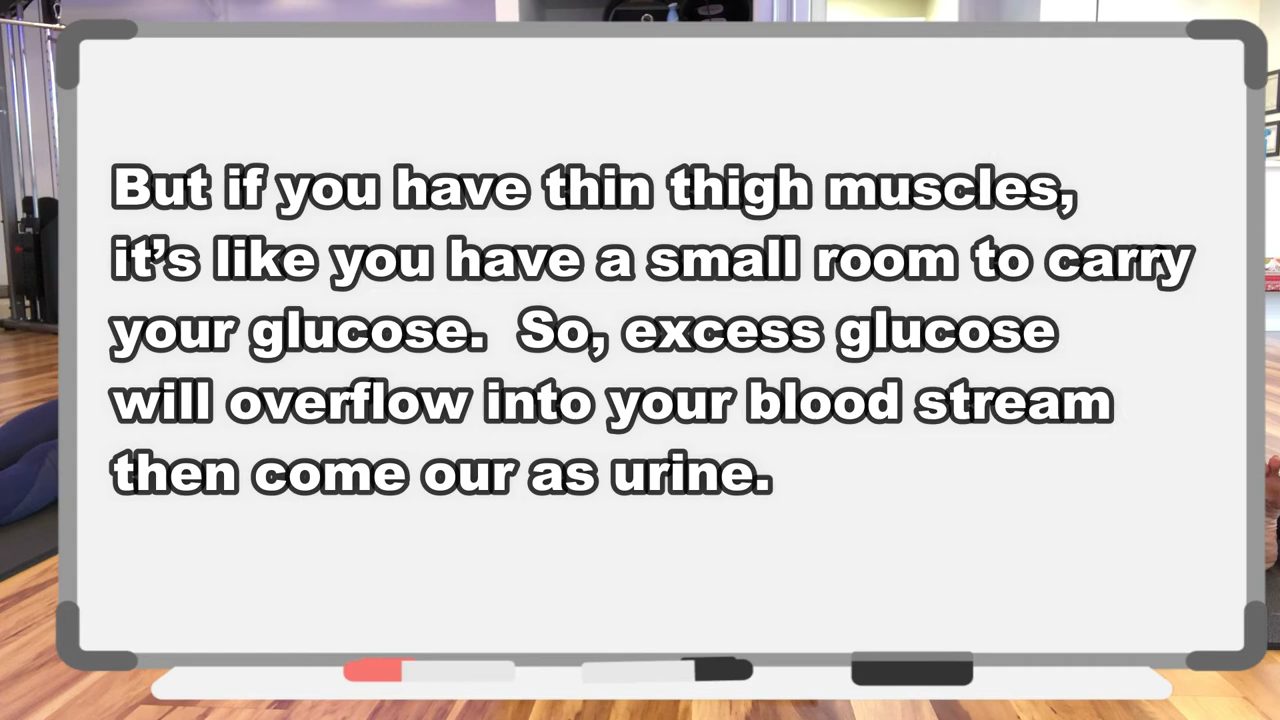 But if you have thin thigh muscles,
it’s like you have a small room to carry
your glucose.  So, excess glucose
will overflow into your blood stream
then come our as urine.